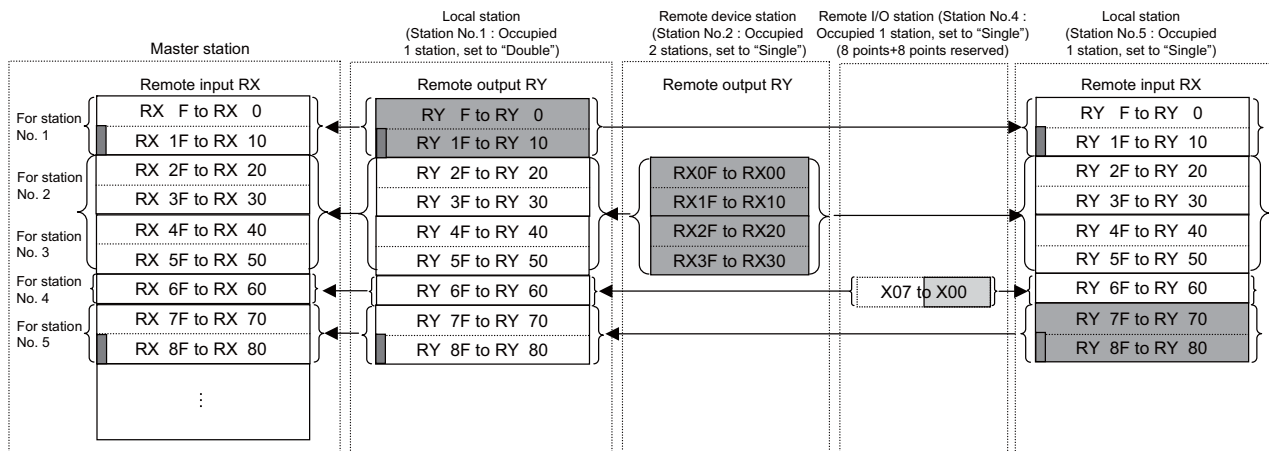 Master station
Local station
(Station No.1 : Occupied
1 station, set to “Double”)
Remote device station
(Station No.2 : Occupied
2 stations, set to “Single”)
Remote I/O station (Station No.4 :
Occupied 1 station, set to “Single”)
(8 points+8 points reserved)
Local station
(Station No.5 : Occupied
1 station, set to “Single”)
Remote input RX
Remote output RY
Remote output RY
Remote input RX
For station
No. 1
RX F to RX 0
RX 1F to RX 10
For station
No. 2
RX 2F to RX 20
RX 3F to RX 30
For station
No. 3
RX 4F to RX 40
RX 5F to RX 50
For station
No. 4
RX 6F to RX 60
For station
No. 5
RX 7F to RX 70
RX 8F to RX 80
⋮
RY F to RY 0
RY 1F to RY 10
RY 2F to RY 20
RY 3F to RY 30
RY 4F to RY 40
RY 5F to RY 50
RY 6F to RY 60
RY 7F to RY 70
RY 8F to RY 80
RX0F to RX00
RX1F to RX10
RX2F to RX20
RX3F to RX30
X07 to X00
RY F to RY 0
RY 1F to RY 10
RY 2F to RY 20
RY 3F to RY 30
RY 4F to RY 40
RY 5F to RY 50
RY 6F to RY 60
RY 7F to RY 70
RY 8F to RY 80